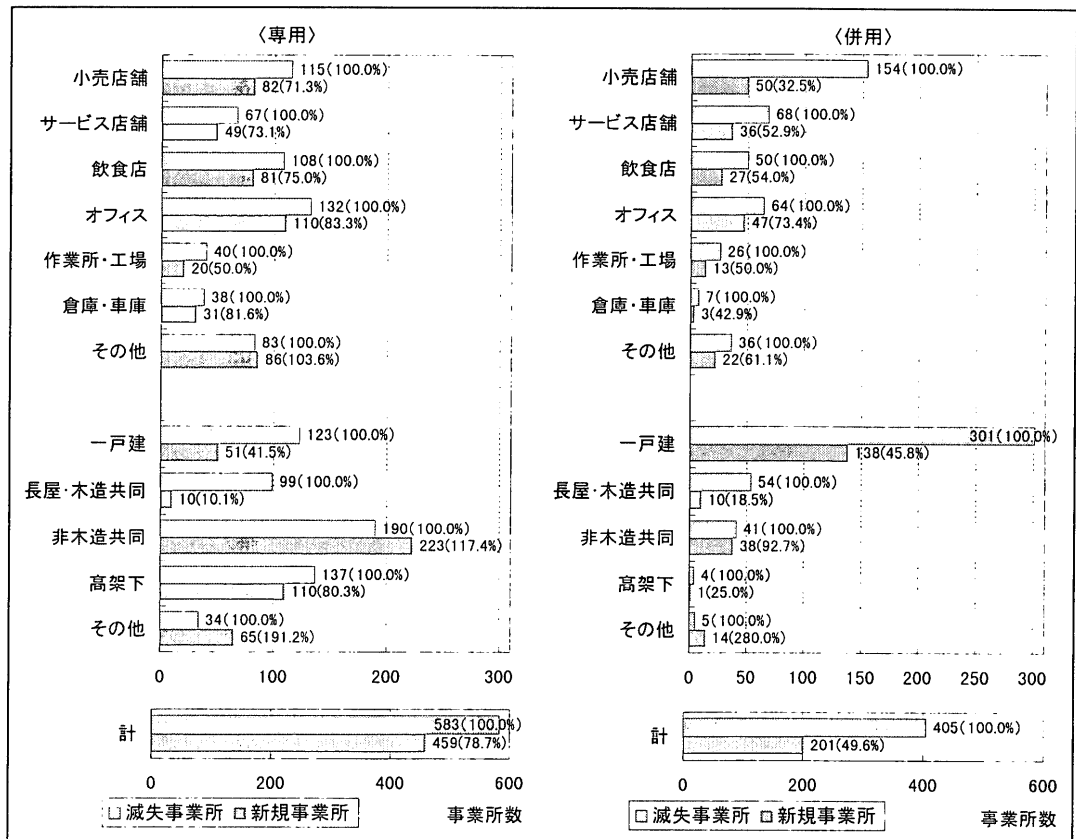 〈専用〉
小売店舗
115(100.0%)
82(71.3%)
サービス店舗
67(100.0%)
49(73.1%)
飲食店
108(100.0%)
81(75.0%)
オフィス
132(100.0%)
110(83.3%)
作業所・工場
40(100.0%)
20(50.0%)
倉庫・車庫
38(100.0%)
31(81.6%)
その他
83(100.0%)
86(103.6%)
一戸建
123(100.0%)
51(41.5%)
長屋・木造共同
99(100.0%)
10(10.1%)
非木造共同
190(100.0%)
223(117.4%)
高架下
137(100.0%)
110(80.3%)
その他
34(100.0%)
65(191.2%)
0 100 200 300
計
583(100.0%)
459(78.7%)
0 200 400 600
滅失事業所 新規事業所 事業所数
〈併用〉
小売店舗
154(100.0%)
50(32.5%)
サービス店舗
68(100.0%)
36(52.9%)
飲食店
50(100.0%)
27(54.0%)
オフィス
64(100.0%)
47(73.4%)
作業所・工場
26(100.0%)
13(50.0%)
倉庫・車庫
7(100.0%)
3(42.9%)
その他
36(100.0%)
22(61.1%)
一戸建
301(100.0%)
138(45.8%)
長屋・木造共同
54(100.0%)
10(18.5%)
非木造共同
41(100.0%)
38(92.7%)
高架下
4(100.0%)
1(25.0%)
その他
5(100.0%)
14(280.0%)
0 50 100 150 200 250 300
計
405(100.0%)
201(49.6%)
0 200 400 600
滅失事業所 新規事業所 事業所数